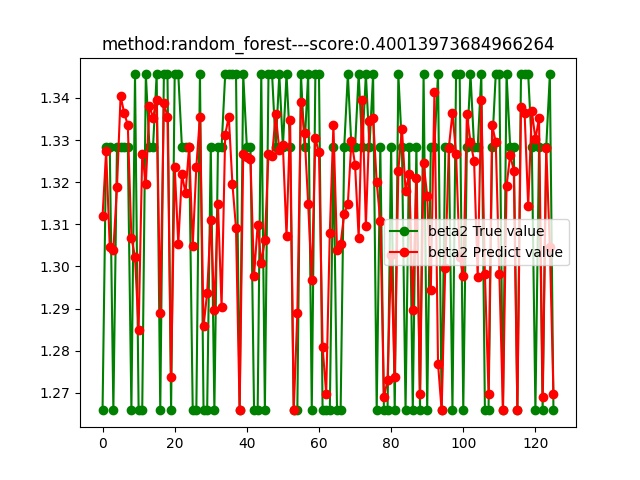 method:random_forest---score:0.40013973684966264
1.34
1.33
1.32
1.31
1.30
1.29
1.28
1.27
beta2 True value
beta2 Predict value
0 20 40 60 80 100 120